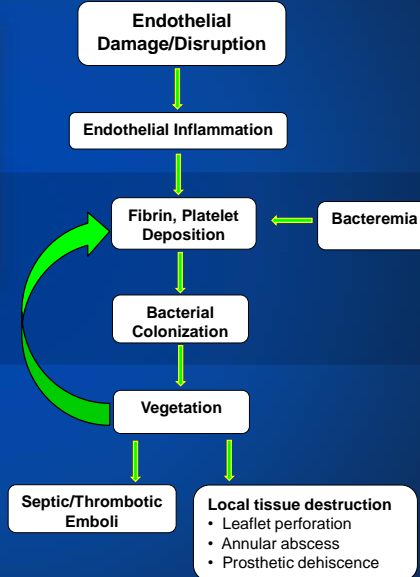 Endothelial
Damage/Disruption
Endothelial Inflammation
Fibrin, Platelet
Deposition
Bacteremia
Bacterial
Colonization
Vegetation
Septic/Thrombotic
Emboli
Local tissue destruction
• Leaflet perforation
• Annular abscess
• Prosthetic dehiscence